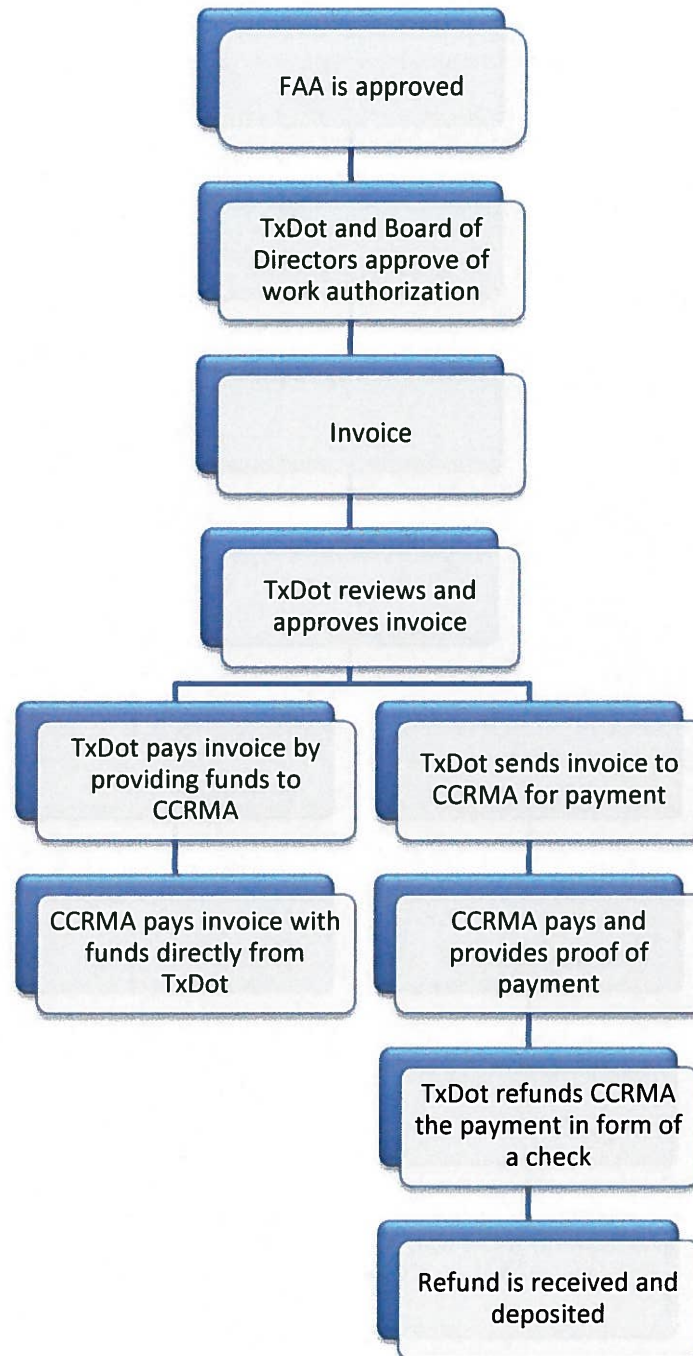 FAA is approved
TxDot and Board of
Directors approve of
work authorization
Invoice
TxDot reviews and
approves invoice
TxDot pays invoice by
providing funds to
CCRMA
CCRMA pays invoice with
funds directly from
TxDot
TxDot sends invoice to
CCRMA for payment
CCRMA pays and
provides proof of
payment
TxDot refunds CCRMA
the payment in form of
a check
Refund is received and
deposited